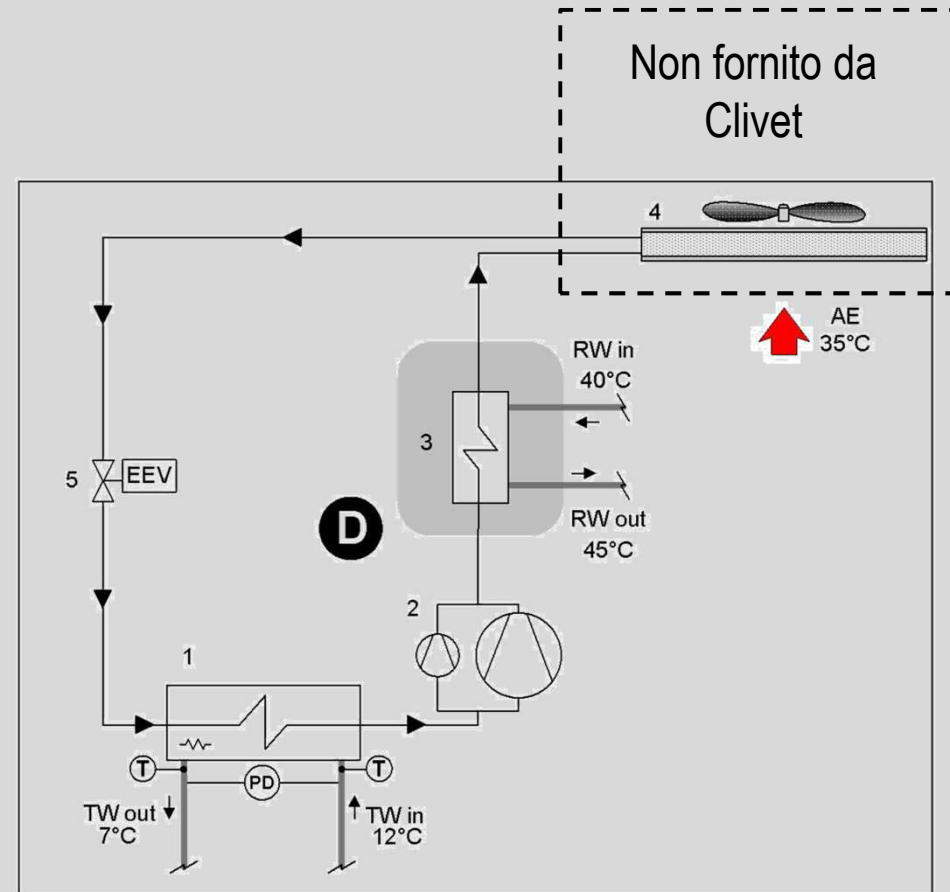 Non fornito da
Clivet
4
AE
35°C
RW in
40°C
3
5
EEV
D
RW out
45°C
2
1
T
PD
T
TW out
7°C
TW in
12°C